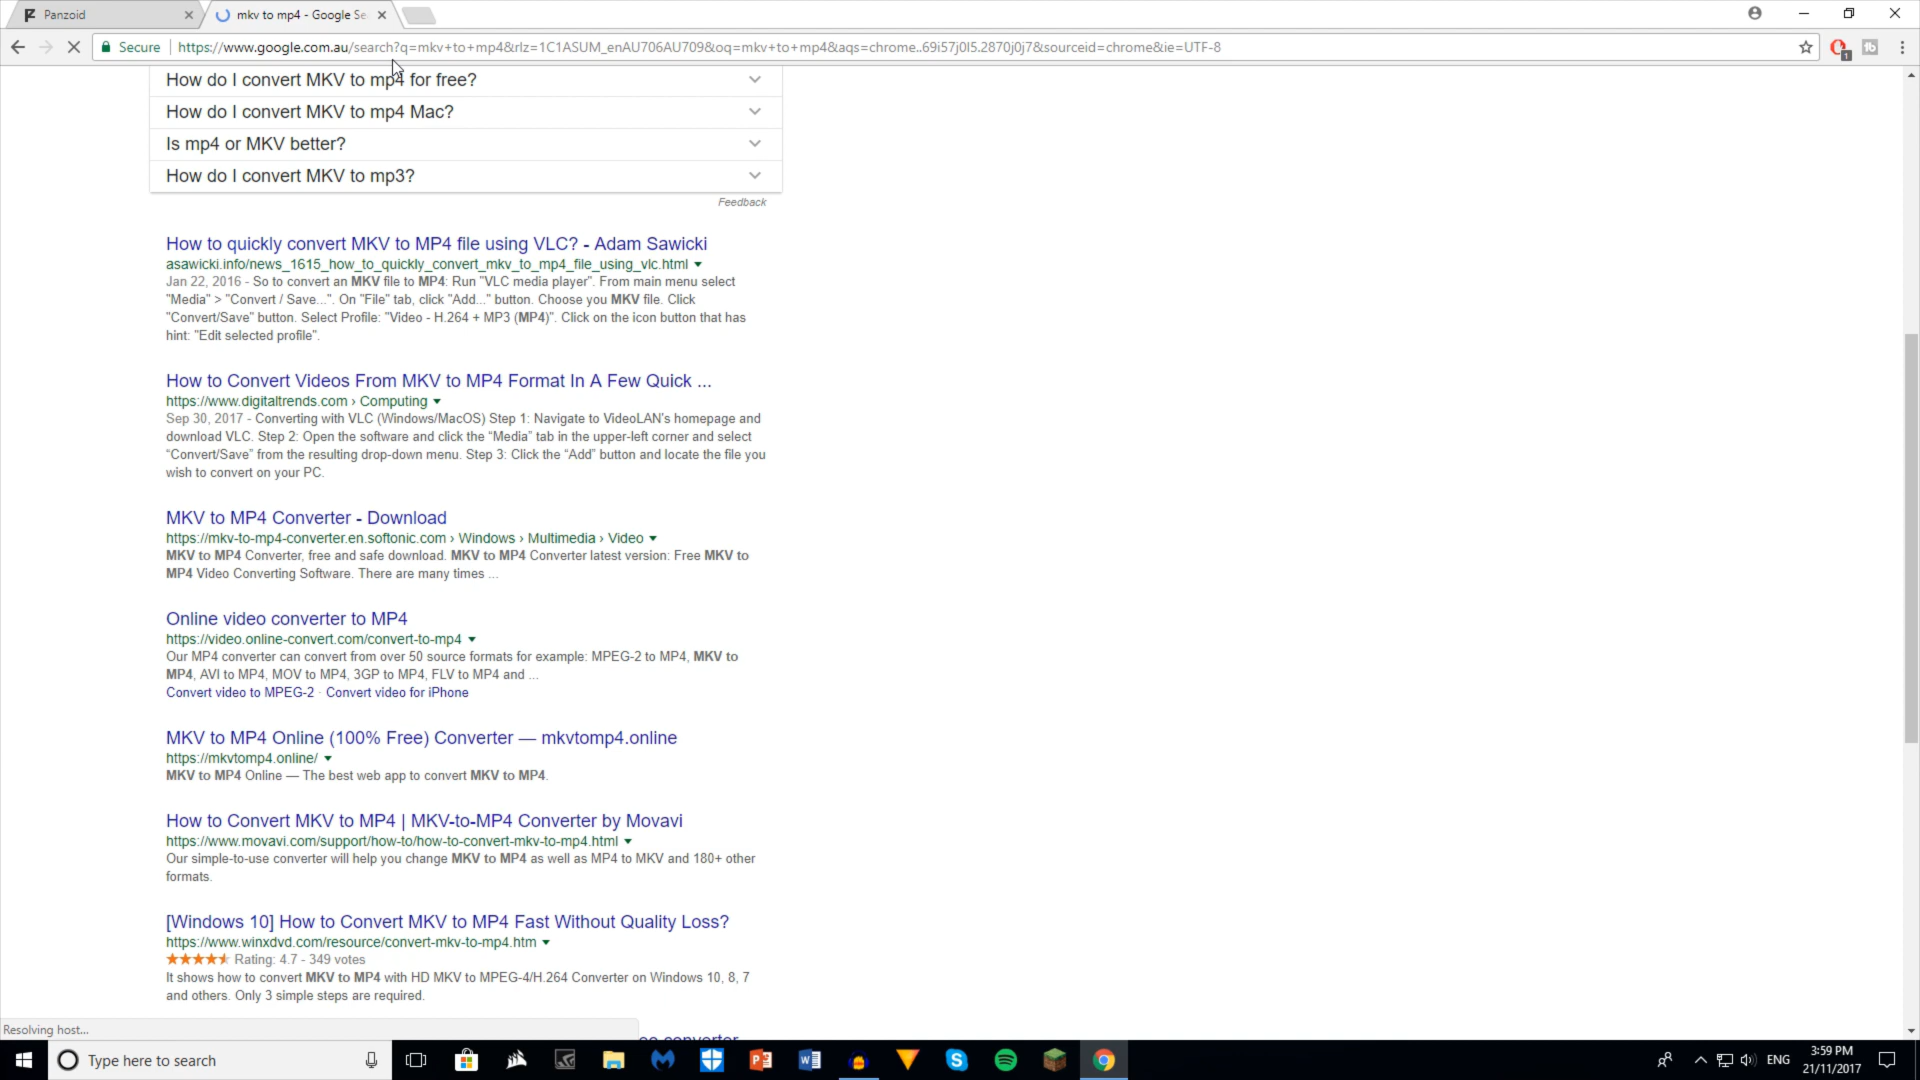 Panzoid
mkv to mp4 - Google Se
Secure
https://www.google.com.au/search?q=mkv+to+mp4&rlz=1C1ASUM_enAU706AU709&oq=mkv+to+mp4&aqs=chrome..69i57j0l5.2870j0j7&sourceid=chrome&ie=UTF-8
1
How do I convert MKV to mp4 for free?
How do I convert MKV to mp4 Mac?
Is mp4 or MKV better?
How do I convert MKV to mp3?
Feedback
How to quickly convert MKV to MP4 file using VLC? - Adam Sawicki
asawicki.info/news_1615_how_to_quickly_convert_mkv_to_mp4_file_using_vlc.html
Jan 22, 2016 - So to convert an MKV file to MP4: Run "VLC media player". From main menu select
"Media" > "Convert / Save...". On "File" tab, click "Add..." button. Choose you MKV file. Click
"Convert/Save" button. Select Profile: "Video - H.264 + MP3 (MP4)". Click on the icon button that has
hint: "Edit selected profile".
How to Convert Videos From MKV to MP4 Format In A Few Quick ...
https://www.digitaltrends.com › Computing
Sep 30, 2017 - Converting with VLC (Windows/MacOS) Step 1: Navigate to VideoLAN's homepage and
download VLC. Step 2: Open the software and click the “Media” tab in the upper-left corner and select
“Convert/Save” from the resulting drop-down menu. Step 3: Click the “Add” button and locate the file you
wish to convert on your PC.
MKV to MP4 Converter - Download
https://mkv-to-mp4-converter.en.softonic.com › Windows › Multimedia › Video
MKV to MP4 Converter, free and safe download. MKV to MP4 Converter latest version: Free MKV to
MP4 Video Converting Software. There are many times ...
Online video converter to MP4
https://video.online-convert.com/convert-to-mp4
Our MP4 converter can convert from over 50 source formats for example: MPEG-2 to MP4, MKV to
MP4, AVI to MP4, MOV to MP4, 3GP to MP4, FLV to MP4 and ...
Convert video to MPEG-2 · Convert video for iPhone
MKV to MP4 Online (100% Free) Converter — mkvtomp4.online
https://mkvtomp4.online/
MKV to MP4 Online — The best web app to convert MKV to MP4.
How to Convert MKV to MP4 | MKV-to-MP4 Converter by Movavi
https://www.movavi.com/support/how-to/how-to-convert-mkv-to-mp4.html
Our simple-to-use converter will help you change MKV to MP4 as well as MP4 to MKV and 180+ other
formats.
[Windows 10] How to Convert MKV to MP4 Fast Without Quality Loss?
https://www.winxdvd.com/resource/convert-mkv-to-mp4.htm
Rating: 4.7 - 349 votes
It shows how to convert MKV to MP4 with HD MKV to MPEG-4/H.264 Converter on Windows 10, 8, 7
and others. Only 3 simple steps are required.
Resolving host...
converter
Type here to search
ENG
3:59 PM
21/11/2017